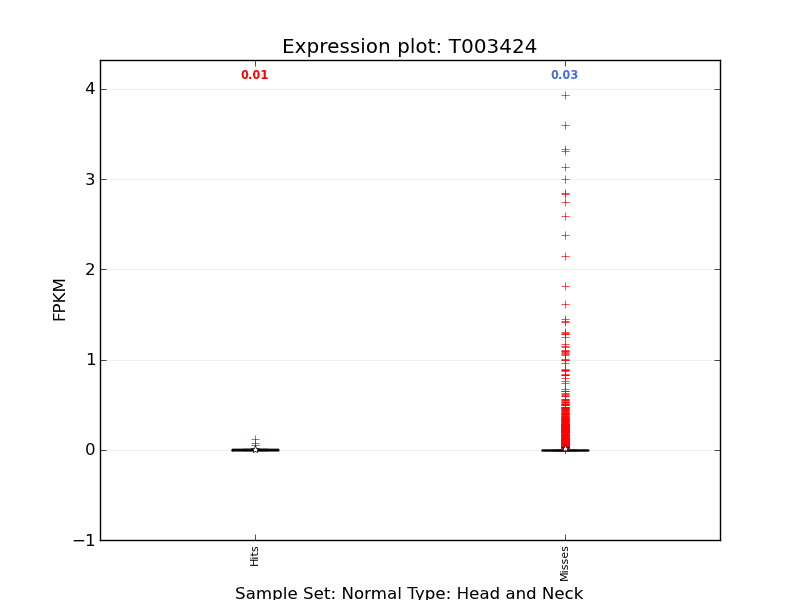 Expression plot: T003424
0.01 0.03
4
3
2
1
0
−1
FPKM
Hits Misses
Sample Set: Normal Type: Head and Neck